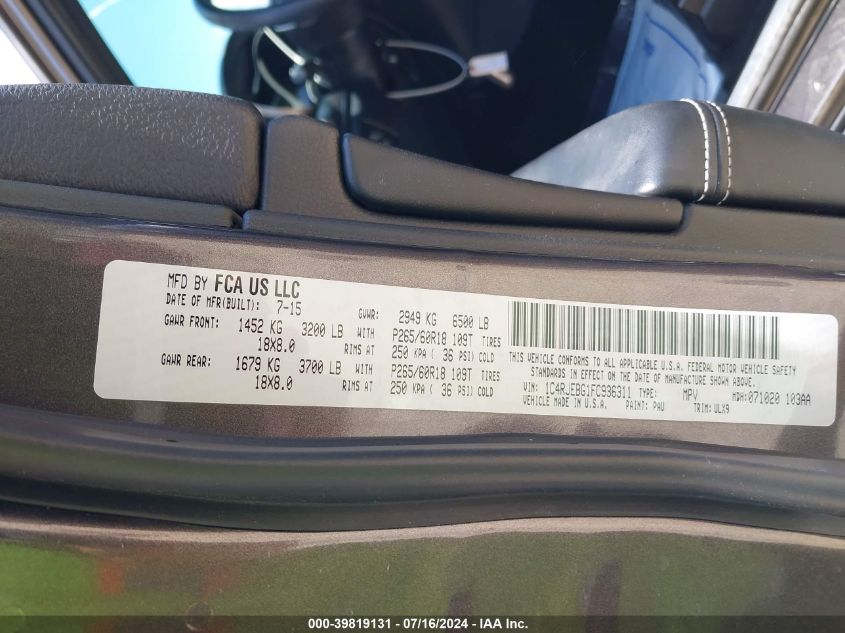 MFD BY FCA US LLC
DATE OF MFR(BUILT): 7-15 GVWR: 2949 KG 6500 LB
GAWR FRONT: 1452 KG 3200 LB WITH P265/60R18 109T TIRES
18X8.0 RIMS AT 250 KPA ( 36 PSI) COLD
GAWR REAR: 1679 KG 3700 LB WITH P265/60R18 109T TIRES
18X8.0 RIMS AT 250 KPA ( 36 PSI) COLD
THIS VEHICLE CONFORMS TO ALL APPLICABLE U.S.A. FEDERAL MOTOR VEHICLE SAFETY
STANDARDS IN EFFECT ON THE DATE OF MANUFACTURE SHOWN ABOVE.
VIN: 1C4RJEBG1FC936311 TYPE: MPV MDH:071020 103AA
VEHICLE MADE IN U.S.A. PAINT: PAU TRIM:ULX9
000-39819131 - 07/16/2024 - IAA Inc.